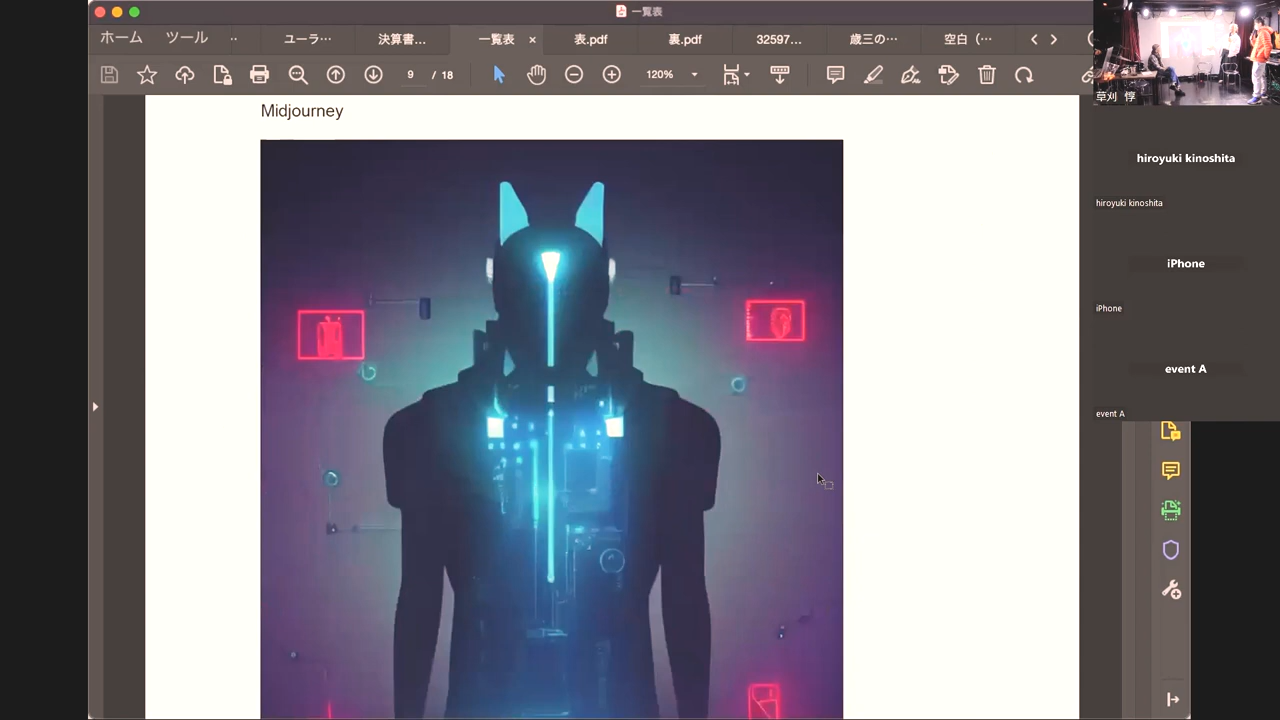 一覧表
ホーム
ツール
..
ユーラ…
決算書...
一覧表
×
表.pdf
裏.pdf
32597...
歳三の…
空白（…
9
/ 18
120%
Midjourney
草刈 惇
hiroyuki kinoshita
hiroyuki kinoshita
iPhone
iPhone
event A
event A